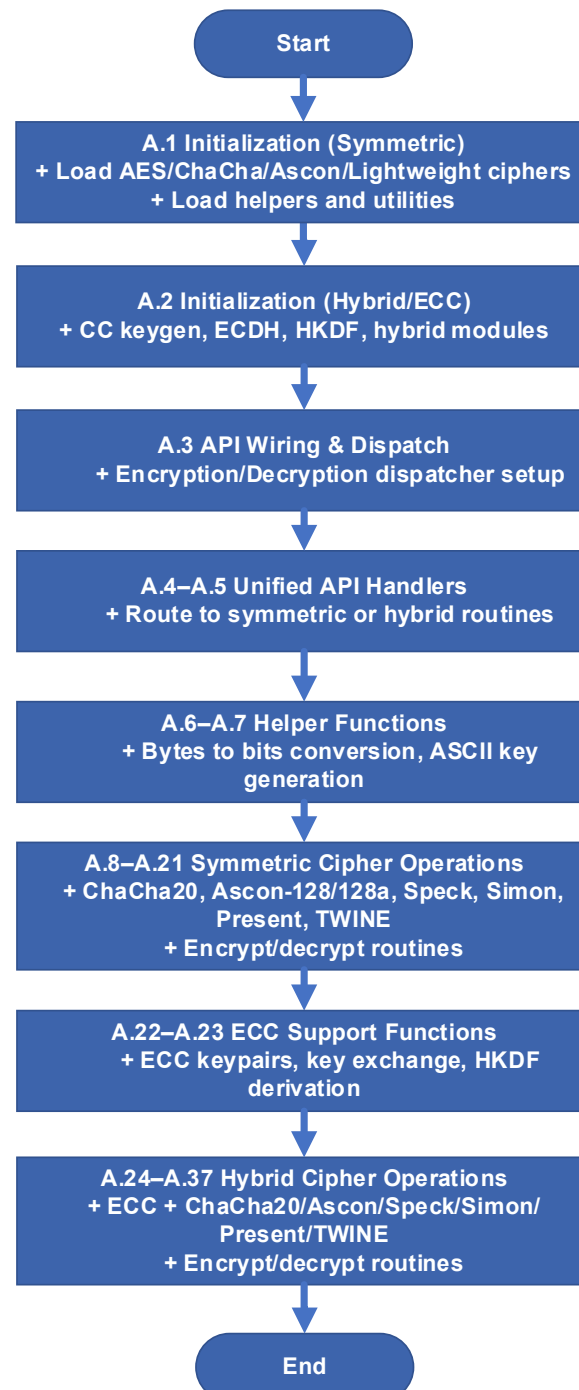 Start
A.1 Initialization (Symmetric)
+ Load AES/ChaCha/Ascon/Lightweight ciphers
+ Load helpers and utilities
A.2 Initialization (Hybrid/ECC)
+ CC keygen, ECDH, HKDF, hybrid modules
A.3 API Wiring & Dispatch
+ Encryption/Decryption dispatcher setup
A.4–A.5 Unified API Handlers
+ Route to symmetric or hybrid routines
A.6–A.7 Helper Functions
+ Bytes to bits conversion, ASCII key
generation
A.8–A.21 Symmetric Cipher Operations
+ ChaCha20, Ascon-128/128a, Speck, Simon,
Present, TWINE
+ Encrypt/decrypt routines
A.22–A.23 ECC Support Functions
+ ECC keypairs, key exchange, HKDF
derivation
A.24–A.37 Hybrid Cipher Operations
+ ECC + ChaCha20/Ascon/Speck/Simon/
Present/TWINE
+ Encrypt/decrypt routines
End